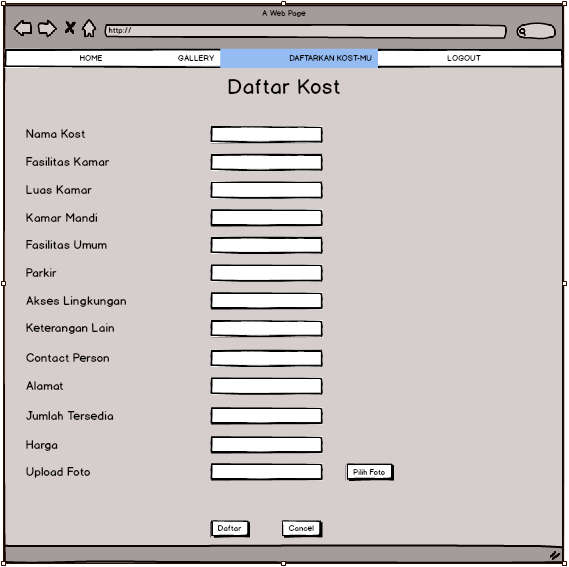 A Web Page
http://
HOME GALLERY DAFTARKAN KOST-MU LOGOUT
Daftar Kost
Nama Kost
Fasilitas Kamar
Luas Kamar
Kamar Mandi
Fasilitas Umum
Parkir
Akses Lingkungan
Keterangan Lain
Contact Person
Alamat
Jumlah Tersedia
Harga
Upload Foto Pilih Foto
Daftar Cancel